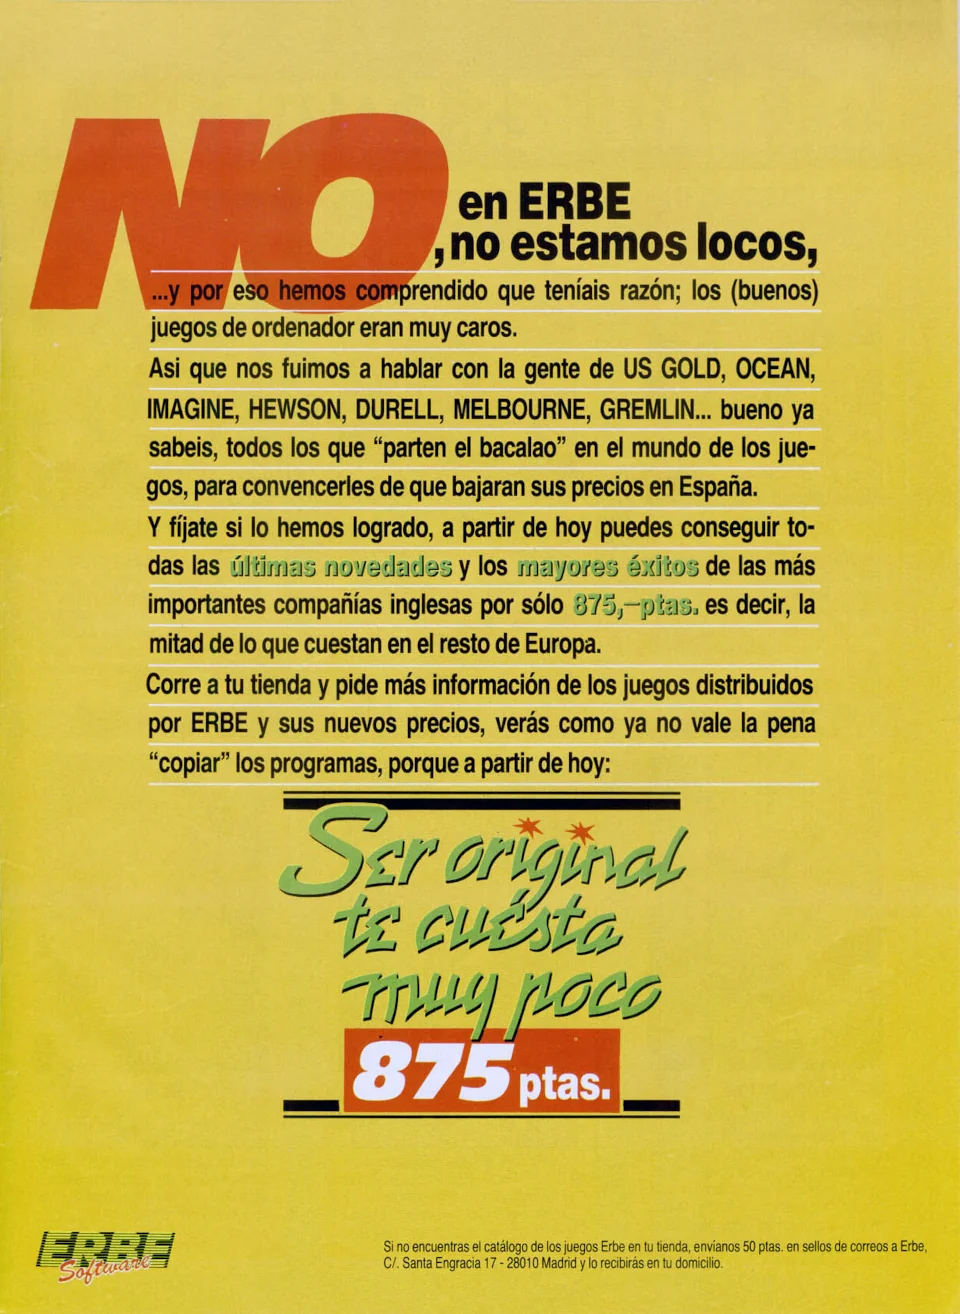 NO
en ERBE
,no estamos locos,
...y por eso hemos comprendido que teníais razón; los (buenos)
juegos de ordenador eran muy caros.
Asi que nos fuimos a hablar con la gente de US GOLD, OCEAN,
IMAGINE, HEWSON, DURELL, MELBOURNE, GREMLIN... bueno ya
sabeis, todos los que “parten el bacalao” en el mundo de los jue-
gos, para convencerles de que bajaran sus precios en España.
Y fíjate si lo hemos logrado, a partir de hoy puedes conseguir to-
das las últimas novedades y los mayores éxitos de las más
importantes compañías inglesas por sólo 875,—ptas. es decir, la
mitad de lo que cuestan en el resto de Europa.
Corre a tu tienda y pide más información de los juegos distribuidos
por ERBE y sus nuevos precios, verás como ya no vale la pena
“copiar” los programas, porque a partir de hoy:
Ser original
te cuésta
muy poco
875 ptas.
ERBE
Software
Si no encuentras el catálogo de los juegos Erbe en tu tienda, envíanos 50 ptas. en sellos de correos a Erbe,
C/. Santa Engracia 17 - 28010 Madrid y lo recibirás en tu domicilio.